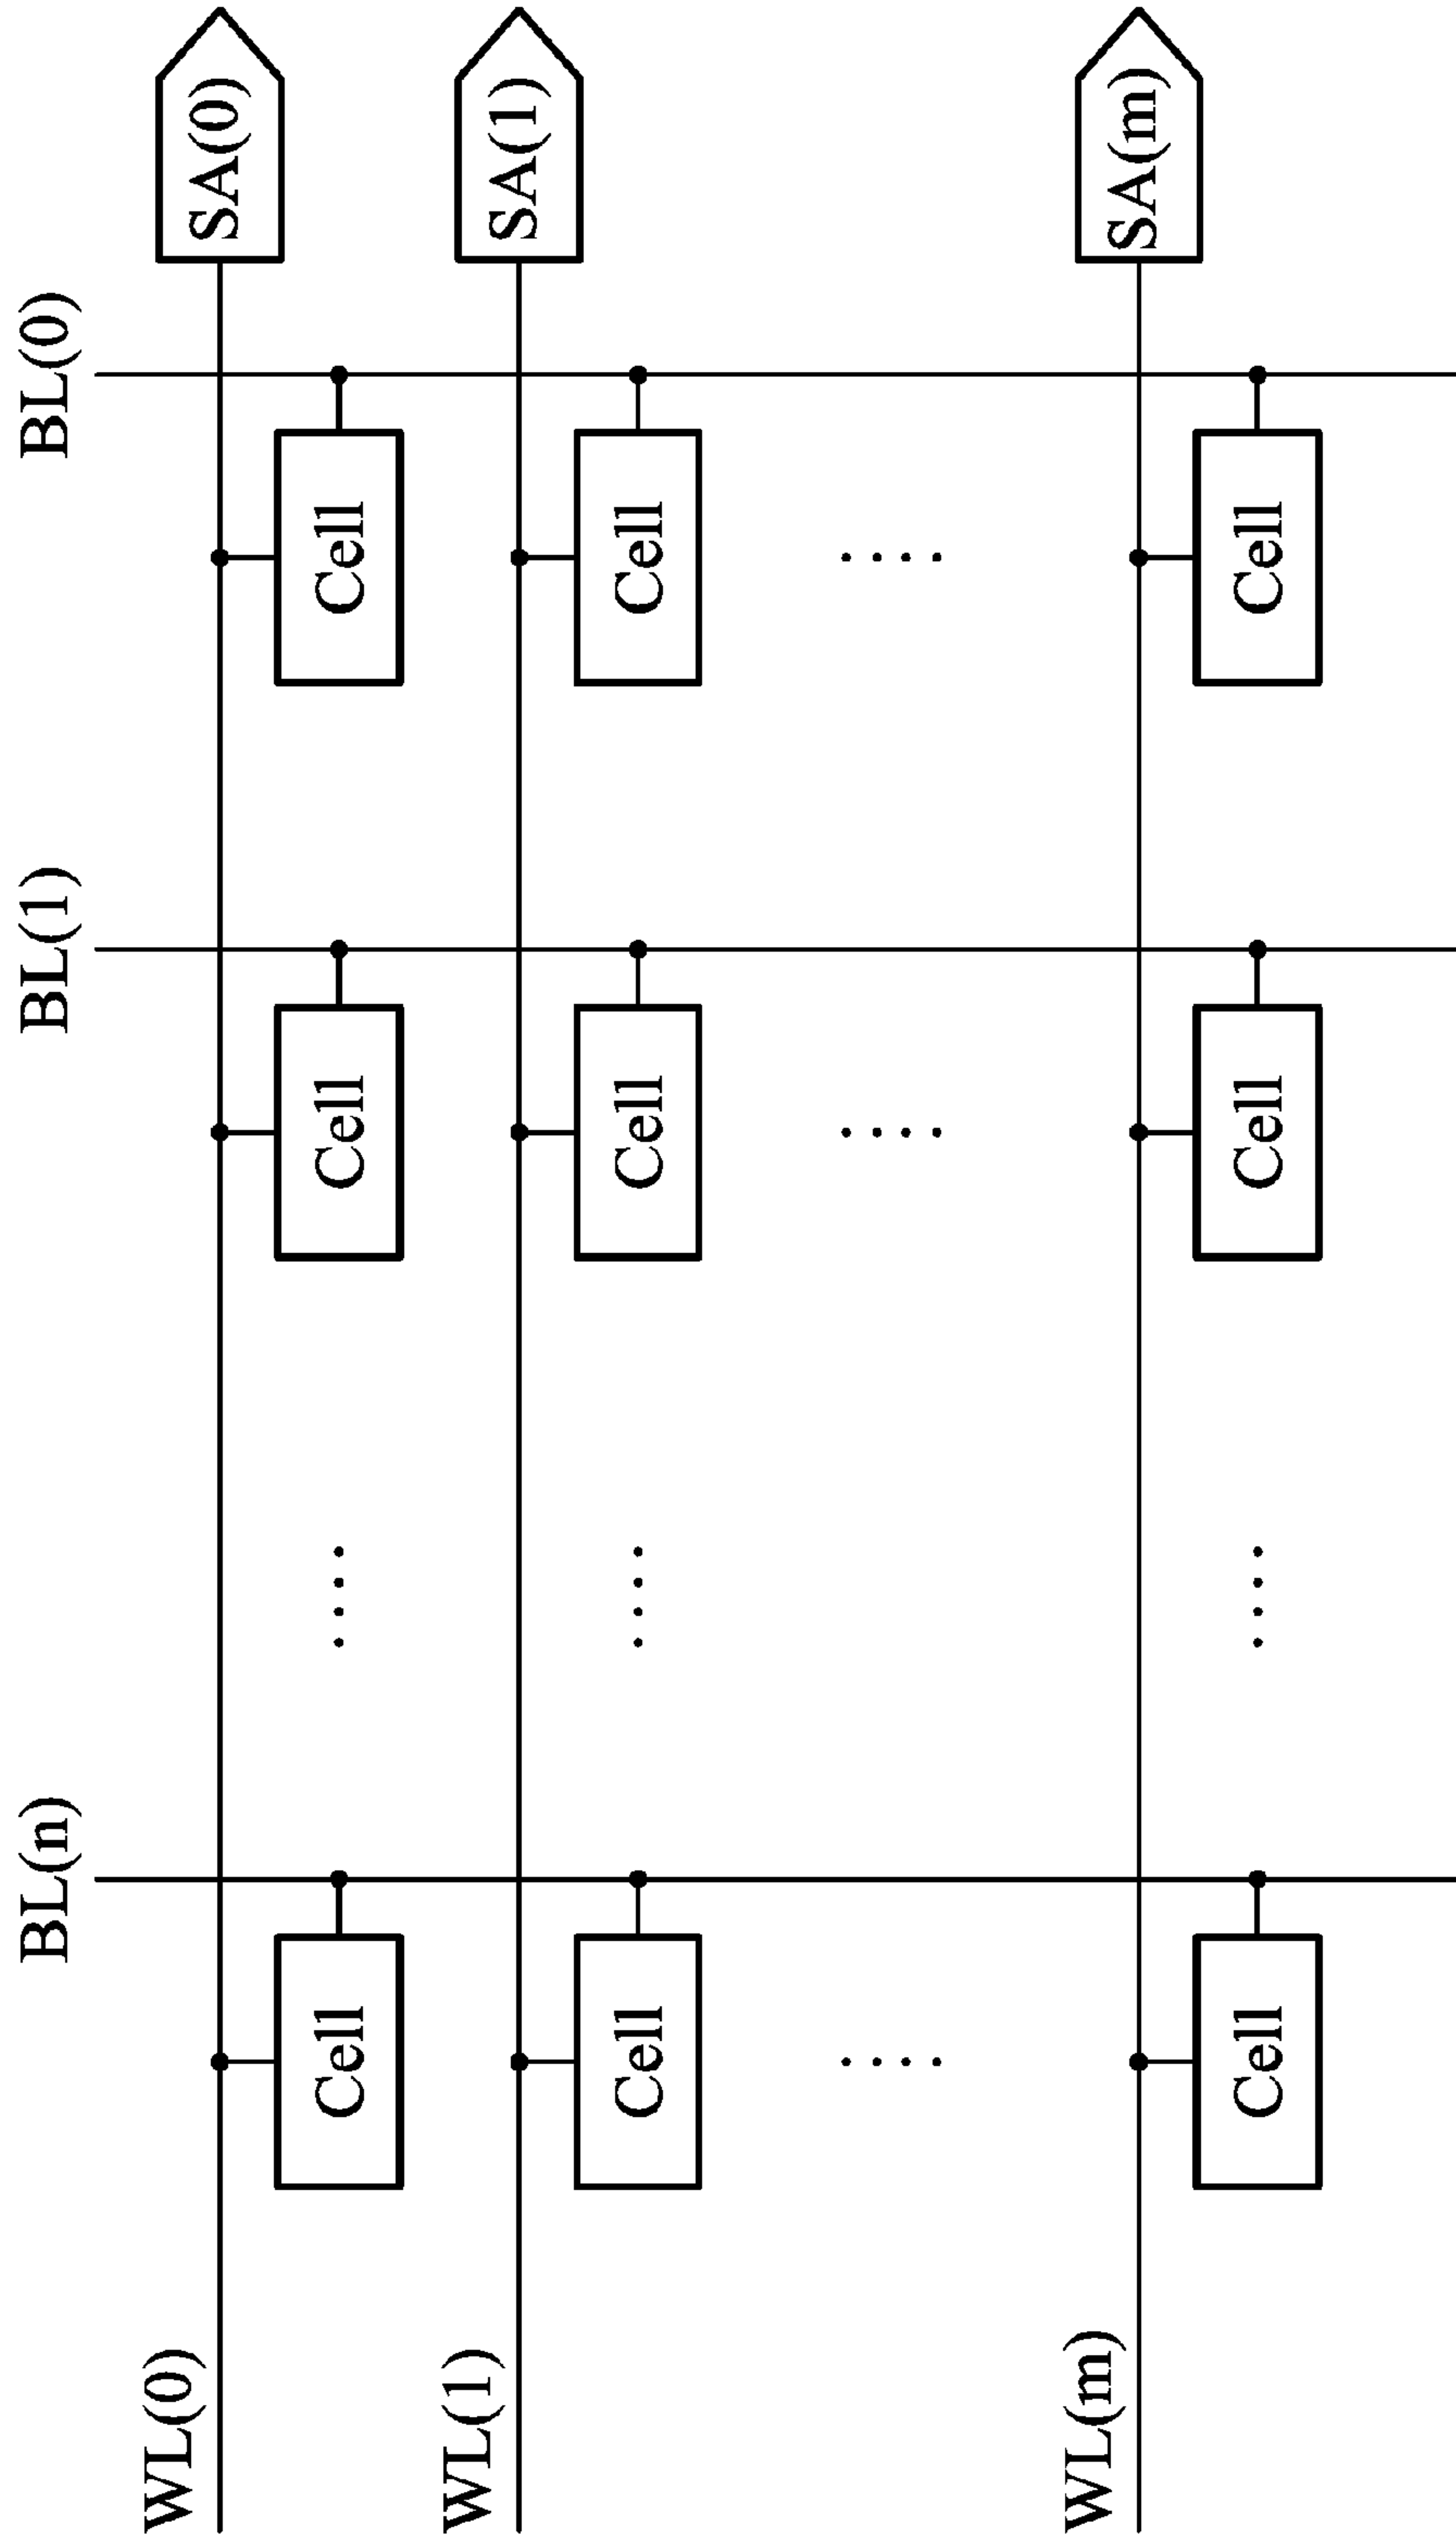 BL(n) BL(1) BL(0)
WL(0) SA(0)
Cell Cell Cell
WL(1) SA(1)
Cell Cell Cell
WL(m) SA(m)
Cell Cell Cell